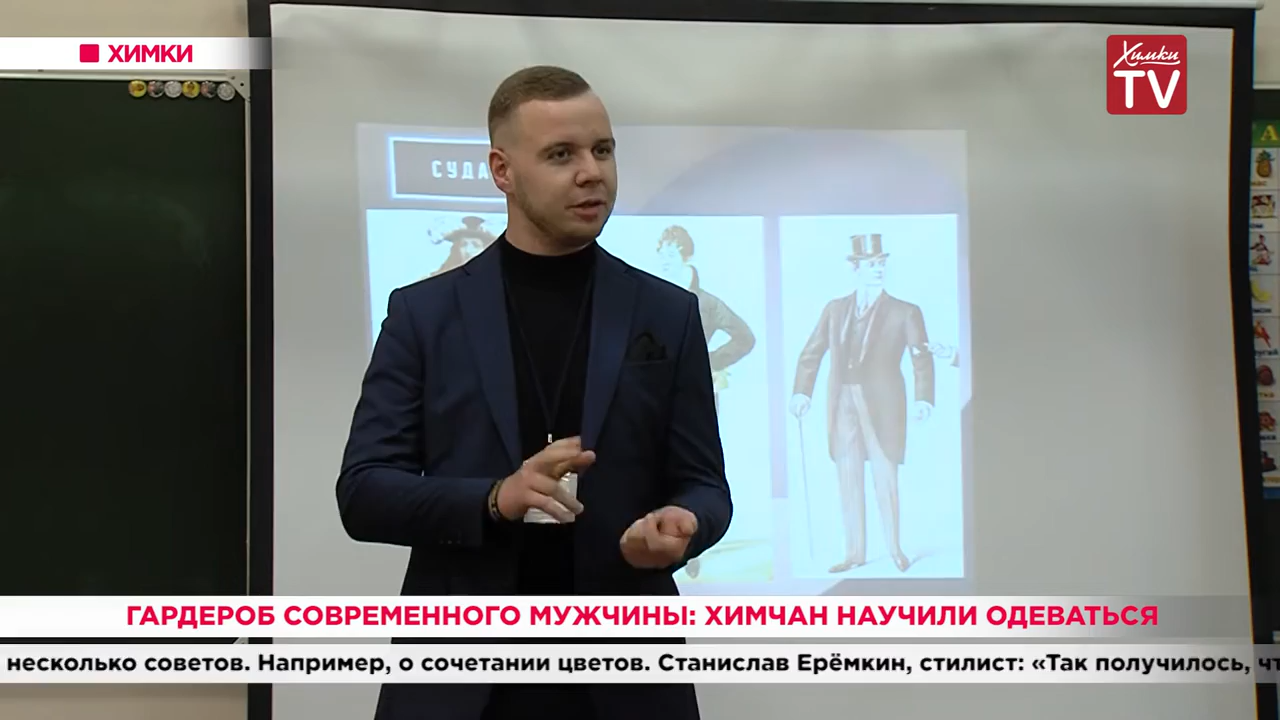 ХИМКИ
Химки
TV
СУДА
ГАРДЕРОБ СОВРЕМЕННОГО МУЖЧИНЫ: ХИМЧАН НАУЧИЛИ ОДЕВАТЬСЯ
несколько советов. Например, о сочетании цветов. Станислав Ерёмкин, стилист: «Так получилось, чт